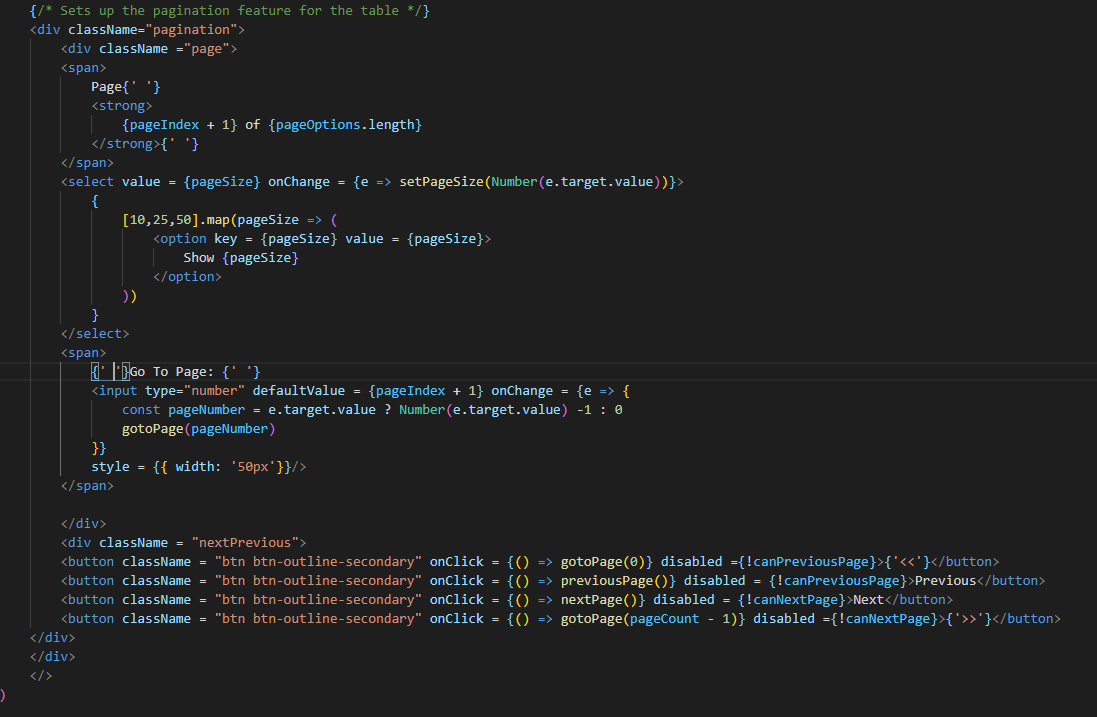 {/* Sets up the pagination feature for the table */}
<div className="pagination">
<div className ="page">
<span>
Page{' '}
<strong>
{pageIndex + 1} of {pageOptions.length}
</strong>{' '}
</span>
<select value = {pageSize} onChange = {e => setPageSize(Number(e.target.value))}>
{
[10,25,50].map(pageSize => (
<option key = {pageSize} value = {pageSize}>
Show {pageSize}
</option>
))
}
</select>
<span>
{' '}Go To Page: {' '}
<input type="number" defaultValue = {pageIndex + 1} onChange = {e => {
const pageNumber = e.target.value ? Number(e.target.value) -1 : 0
gotoPage(pageNumber)
}}
style = {{ width: '50px'}}/>
</span>
</div>
<div className = "nextPrevious">
<button className = "btn btn-outline-secondary" onClick = {() => gotoPage(0)} disabled ={!canPreviousPage}>{'<<'}</button>
<button className = "btn btn-outline-secondary" onClick = {() => previousPage()} disabled = {!canPreviousPage}>Previous</button>
<button className = "btn btn-outline-secondary" onClick = {() => nextPage()} disabled = {!canNextPage}>Next</button>
<button className = "btn btn-outline-secondary" onClick = {() => gotoPage(pageCount - 1)} disabled ={!canNextPage}>{'>>'}</button>
</div>
</div>
</>
)